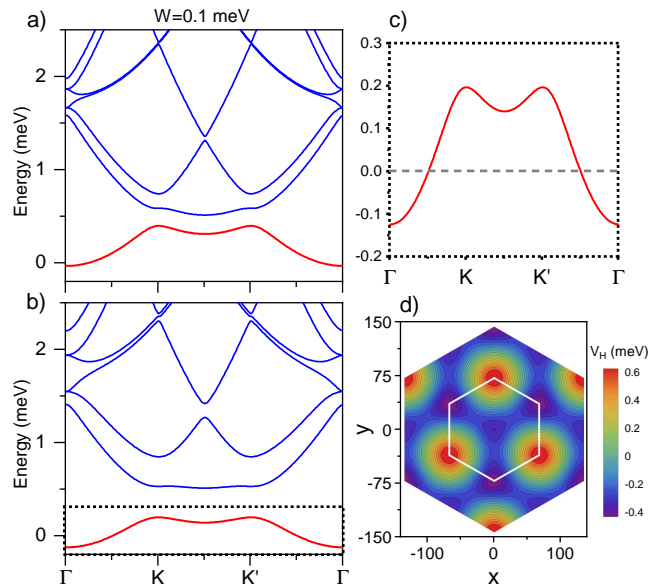 W=0.1 meV
a)
Energy (meV)
2
1
0
b)
Energy (meV)
2
1
0
Γ K K' Γ
c)
0.3
0.2
0.1
0.0
-0.1
-0.2
Γ K K' Γ
d)
y
150
75
0
-75
-150
-100 0 100
x
V_H (meV)
0.6
0.4
0.2
0.0
-0.2
-0.4